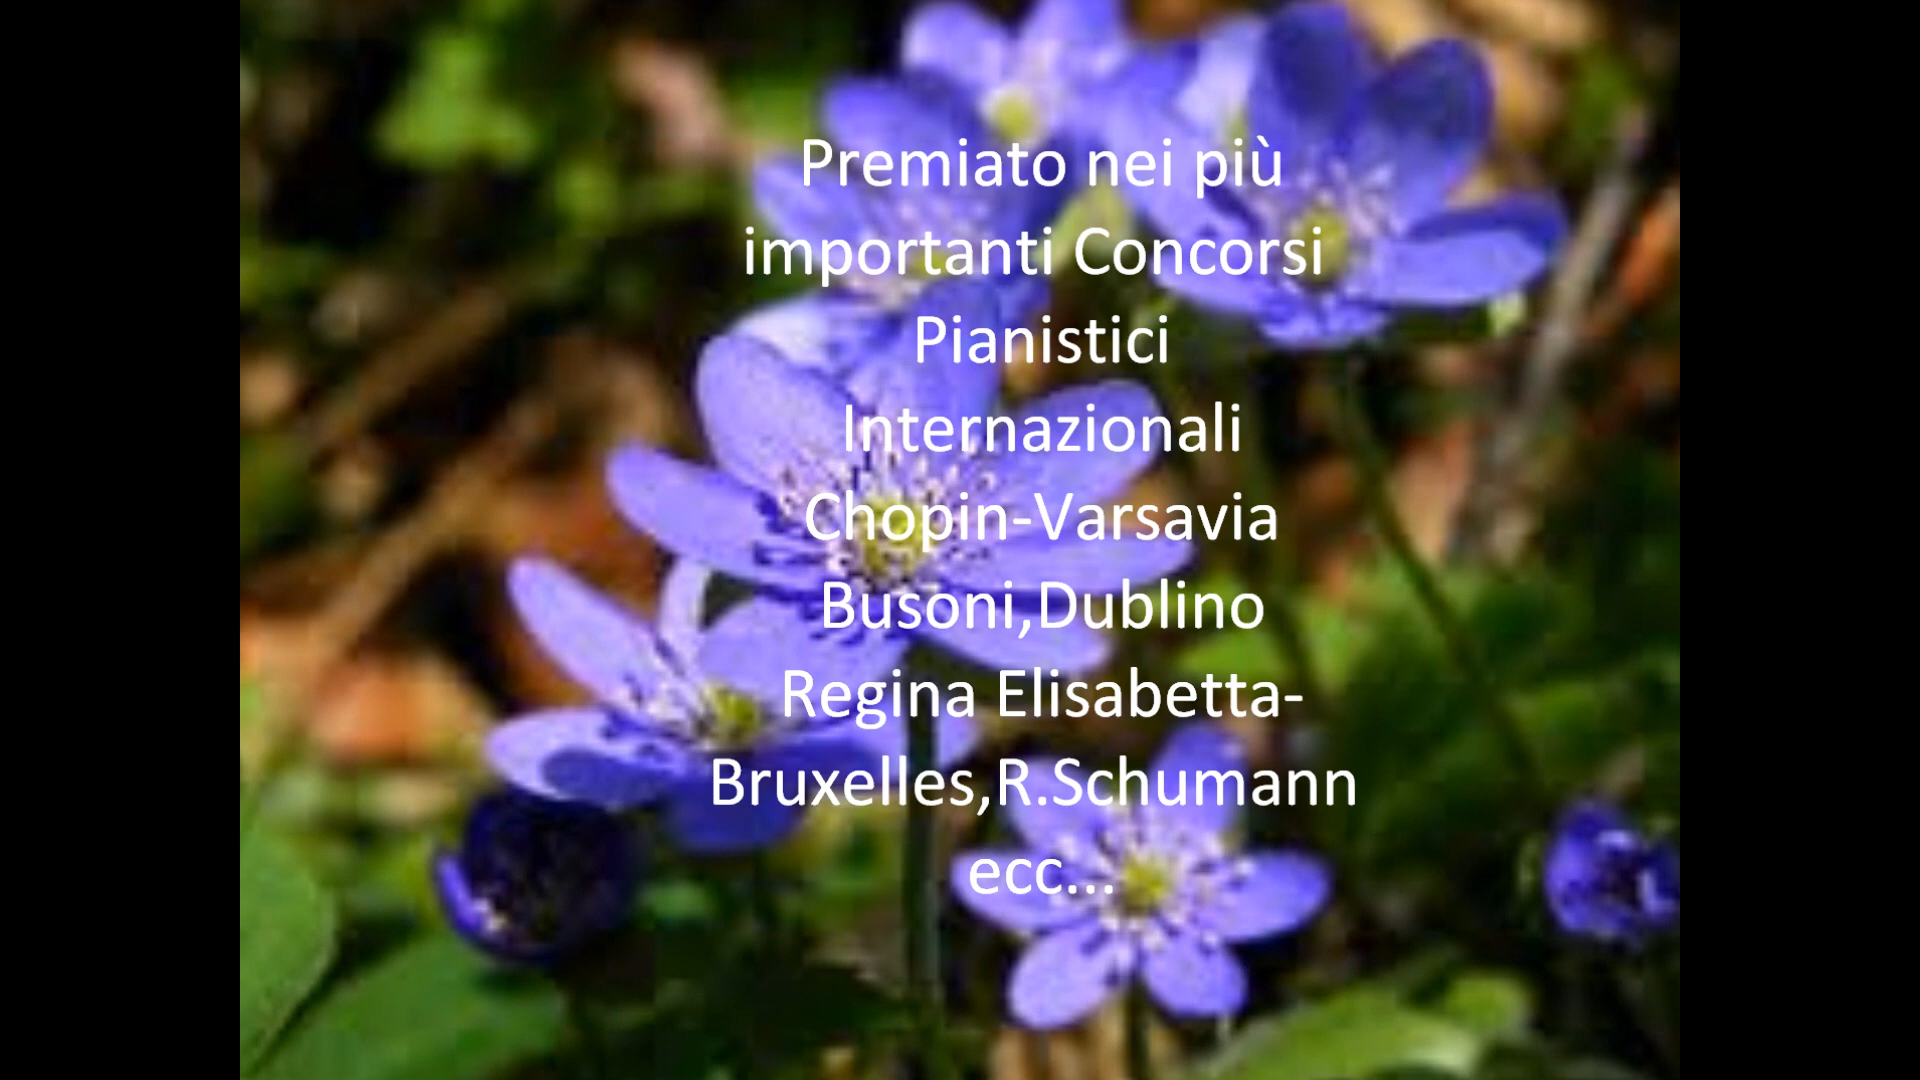 Premiato nei più
importanti Concorsi
Pianistici
Internazionali
Chopin-Varsavia
Busoni,Dublino
Regina Elisabetta-
Bruxelles,R.Schumann
ecc...